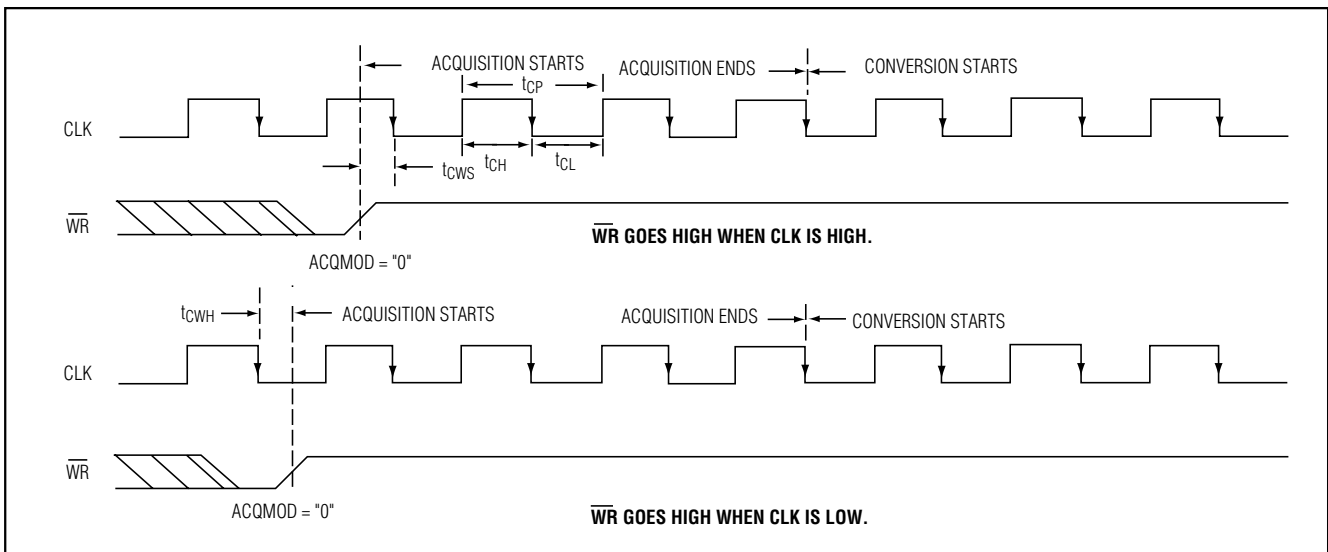 ACQUISITION STARTS
ACQUISITION ENDS
CONVERSION STARTS
tCP
CLK
tCWS
tCH
tCL
WR
WR GOES HIGH WHEN CLK IS HIGH.
ACQMOD = "0"
tCWH
ACQUISITION STARTS
ACQUISITION ENDS
CONVERSION STARTS
CLK
WR
ACQMOD = "0"
WR GOES HIGH WHEN CLK IS LOW.